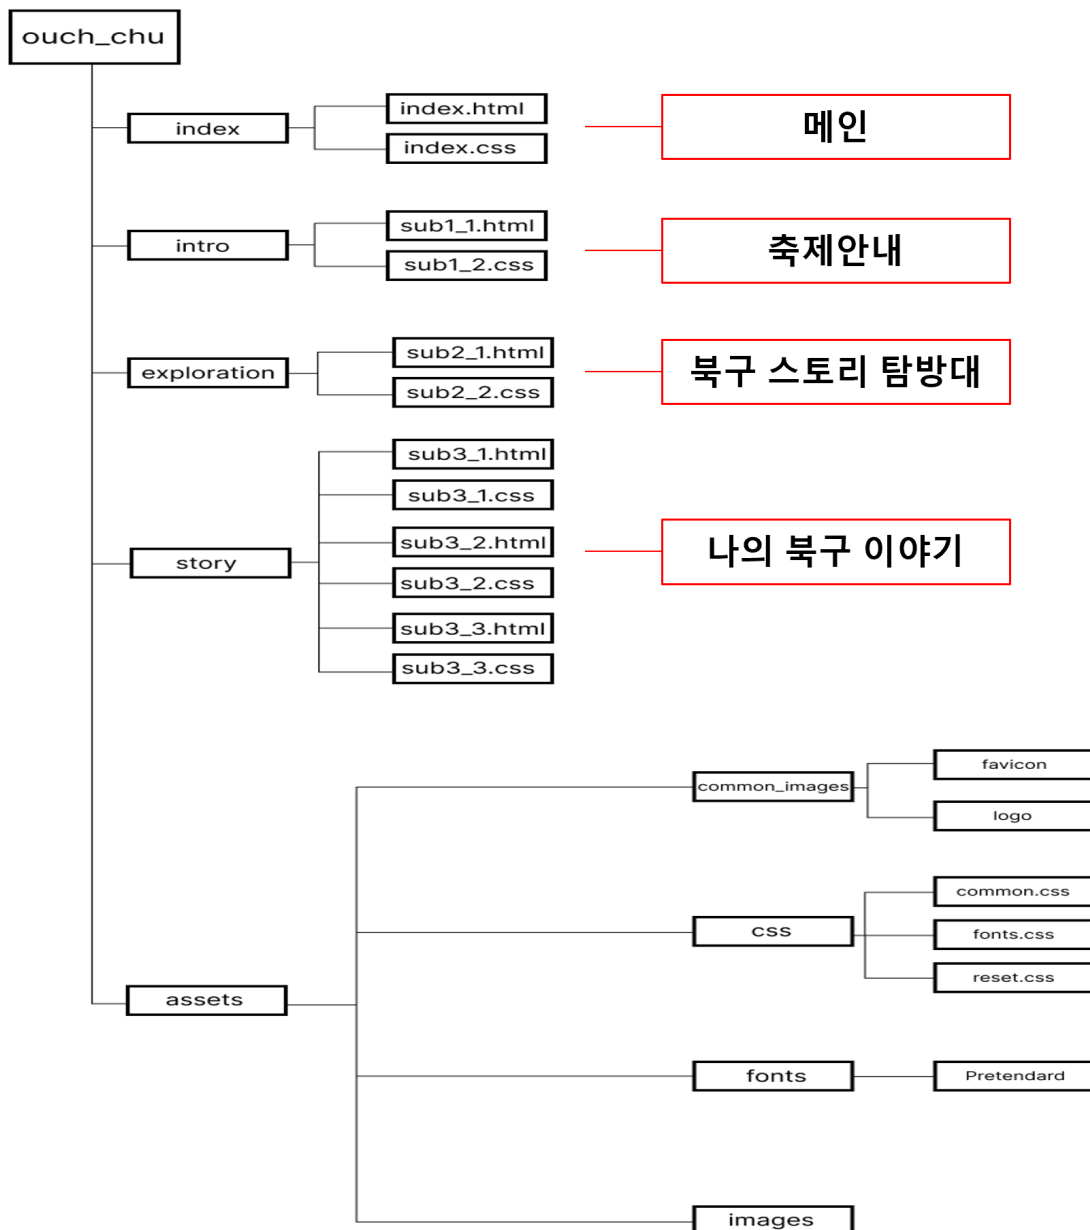 ouch_chu
index
index.html
index.css
메인
intro
sub1_1.html
sub1_2.css
축제안내
exploration
sub2_1.html
sub2_2.css
북구 스토리 탐방대
story
sub3_1.html
sub3_1.css
sub3_2.html
sub3_2.css
sub3_3.html
sub3_3.css
나의 북구 이야기
assets
common_images
favicon
logo
css
common.css
fonts.css
reset.css
fonts
Pretendard
images